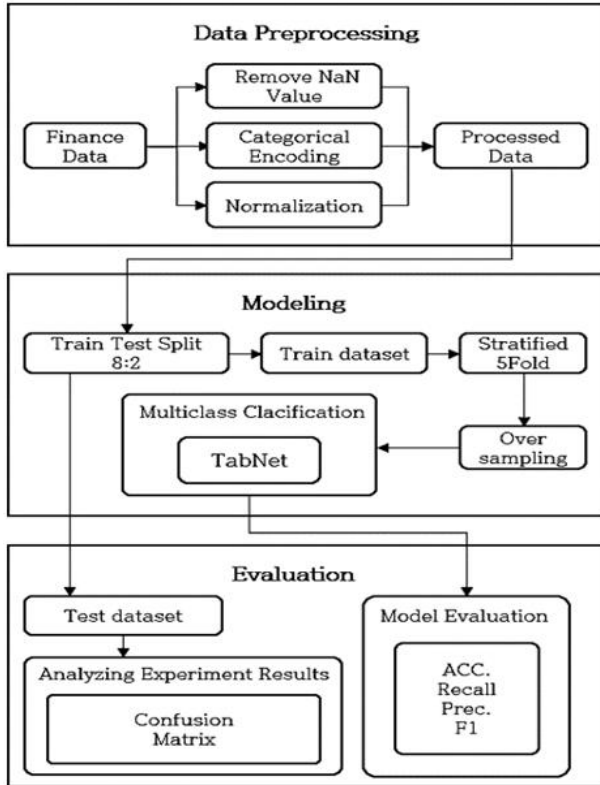 Data Preprocessing
Remove NaN
Value
Finance
Data
Categorical
Encoding
Processed
Data
Normalization
Modeling
Train Test Split
8:2
Train dataset
Stratified
5Fold
Multiclass Clacification
TabNet
Over
sampling
Evaluation
Test dataset
Analyzing Experiment Results
Confusion
Matrix
Model Evaluation
ACC.
Recall
Prec.
F1